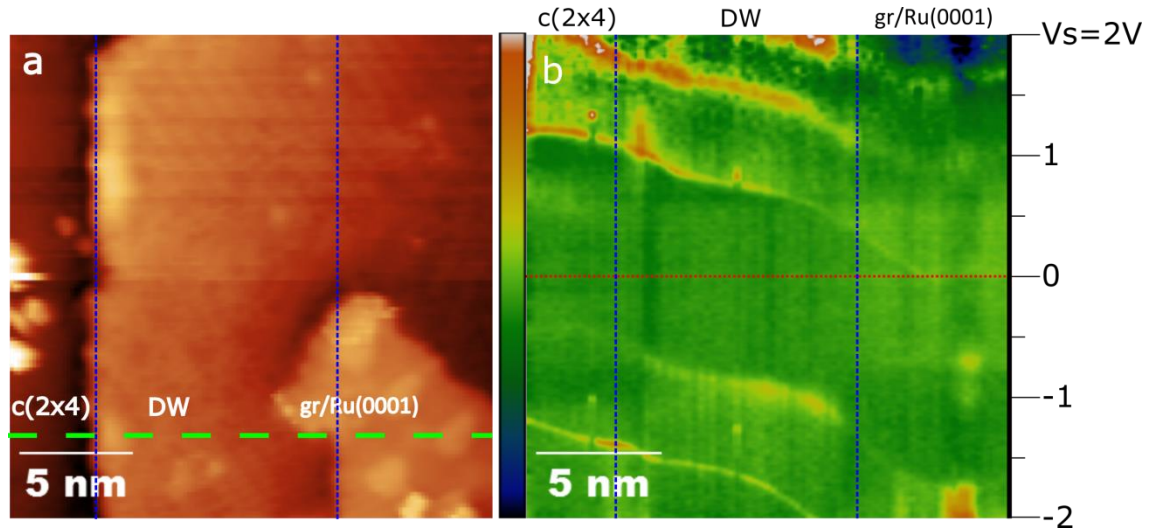 c(2x4) DW gr/Ru(0001) Vs=2V
a
b
1
0
-1
-2
c(2x4) DW gr/Ru(0001)
5 nm
5 nm